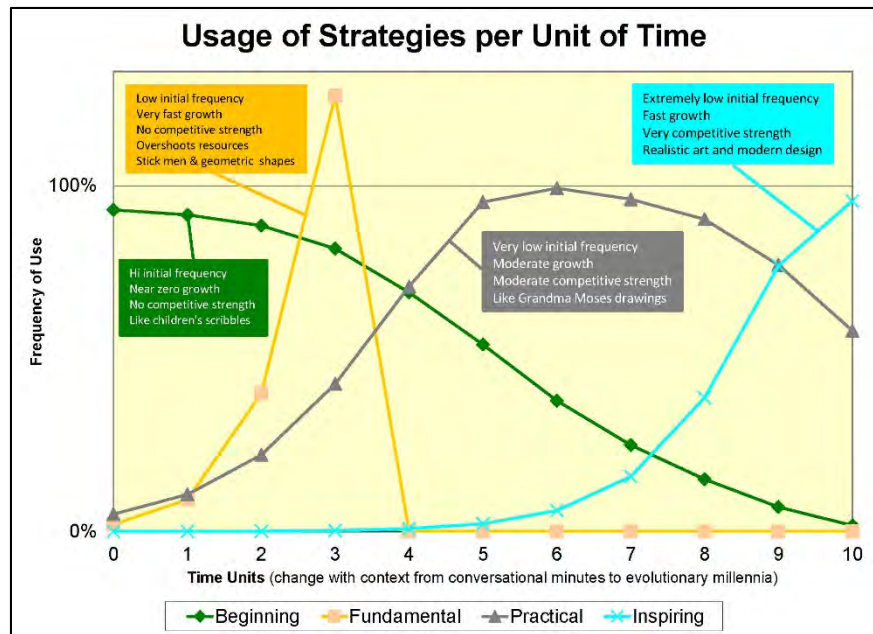 Usage of Strategies per Unit of Time
Low initial frequency
Very fast growth
No competitive strength
Overshoots resources
Stick men & geometric shapes
Extremely low initial frequency
Fast growth
Very competitive strength
Realistic art and modern design
100%
Hi initial frequency
Near zero growth
No competitive strength
Like children's scribbles
Very low initial frequency
Moderate growth
Moderate competitive strength
Like Grandma Moses drawings
Frequency of Use
0%
0 1 2 3 4 5 6 7 8 9 10
Time Units (change with context from conversational minutes to evolutionary millennia)
Beginning Fundamental Practical Inspiring